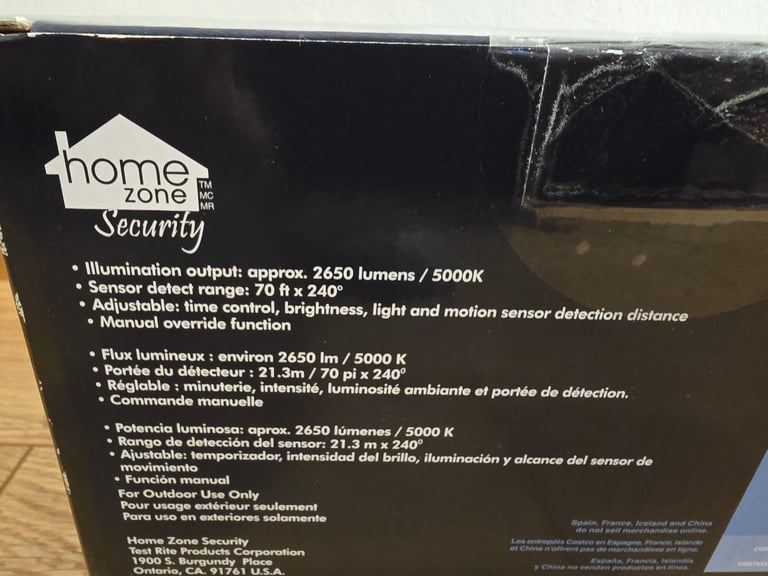 home
zone
TM
MC
MR
Security
• Illumination output: approx. 2650 lumens / 5000K
• Sensor detect range: 70 ft x 240°
• Adjustable: time control, brightness, light and motion sensor detection distance
• Manual override function
• Flux lumineux : environ 2650 lm / 5000 K
• Portée du détecteur : 21.3m / 70 pi x 240°
• Réglable : minuterie, intensité, luminosité ambiante et portée de détection.
• Commande manuelle
• Potencia luminosa: aprox. 2650 lúmenes / 5000 K
• Rango de detección del sensor: 21.3 m x 240°
• Ajustable: temporizador, intensidad del brillo, iluminación y alcance del sensor de
movimiento
• Función manual
For Outdoor Use Only
Pour usage extérieur seulement
Para uso en exteriores solamente
Home Zone Security
Test Rite Products Corporation
1900 S. Burgundy Place
Ontario, CA. 91761 U.S.A.
Spain, France, Iceland and China
do not sell merchandise online.
Les entrepôts Costco en Espagne, France, Islande
et Chine n'offrent pas de marchandises en ligne.
España, Francia, Islandia
y China no venden productos en línea.